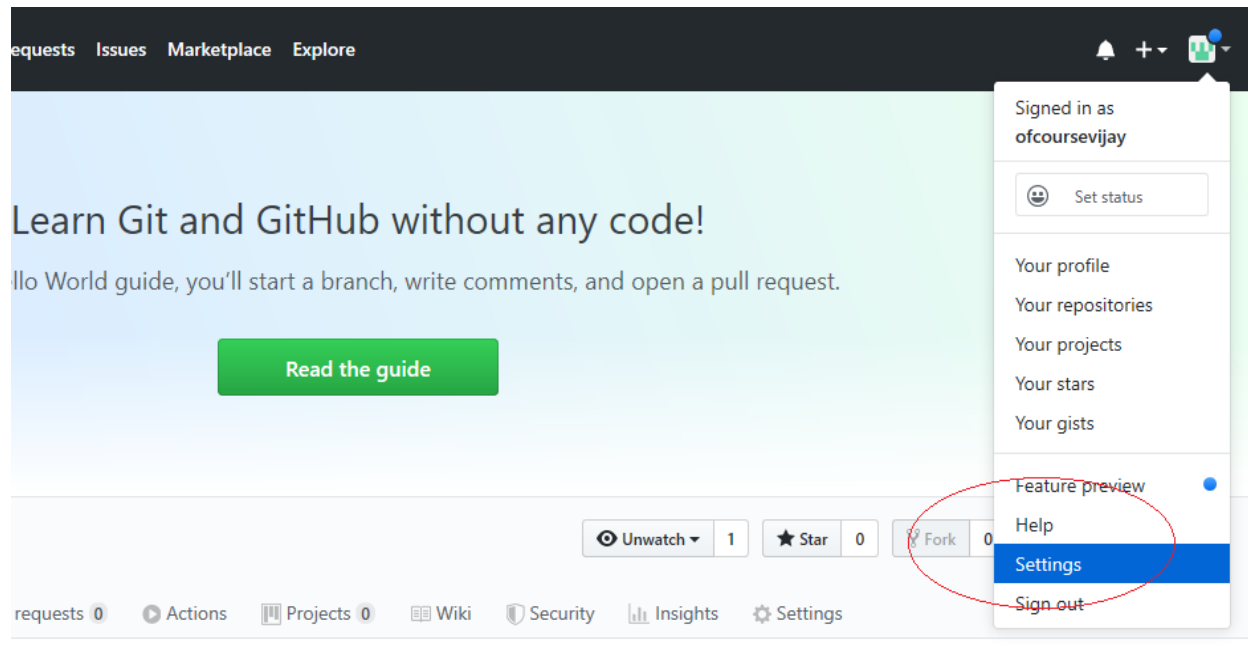 equests Issues Marketplace Explore
Signed in as
ofcoursevijay
Set status
Learn Git and GitHub without any code!
llo World guide, you'll start a branch, write comments, and open a pull request.
Read the guide
Your profile
Your repositories
Your projects
Your stars
Your gists
Feature preview
Help
Settings
Sign out
Unwatch 1 Star 0 Fork 0
requests 0 Actions Projects 0 Wiki Security Insights Settings